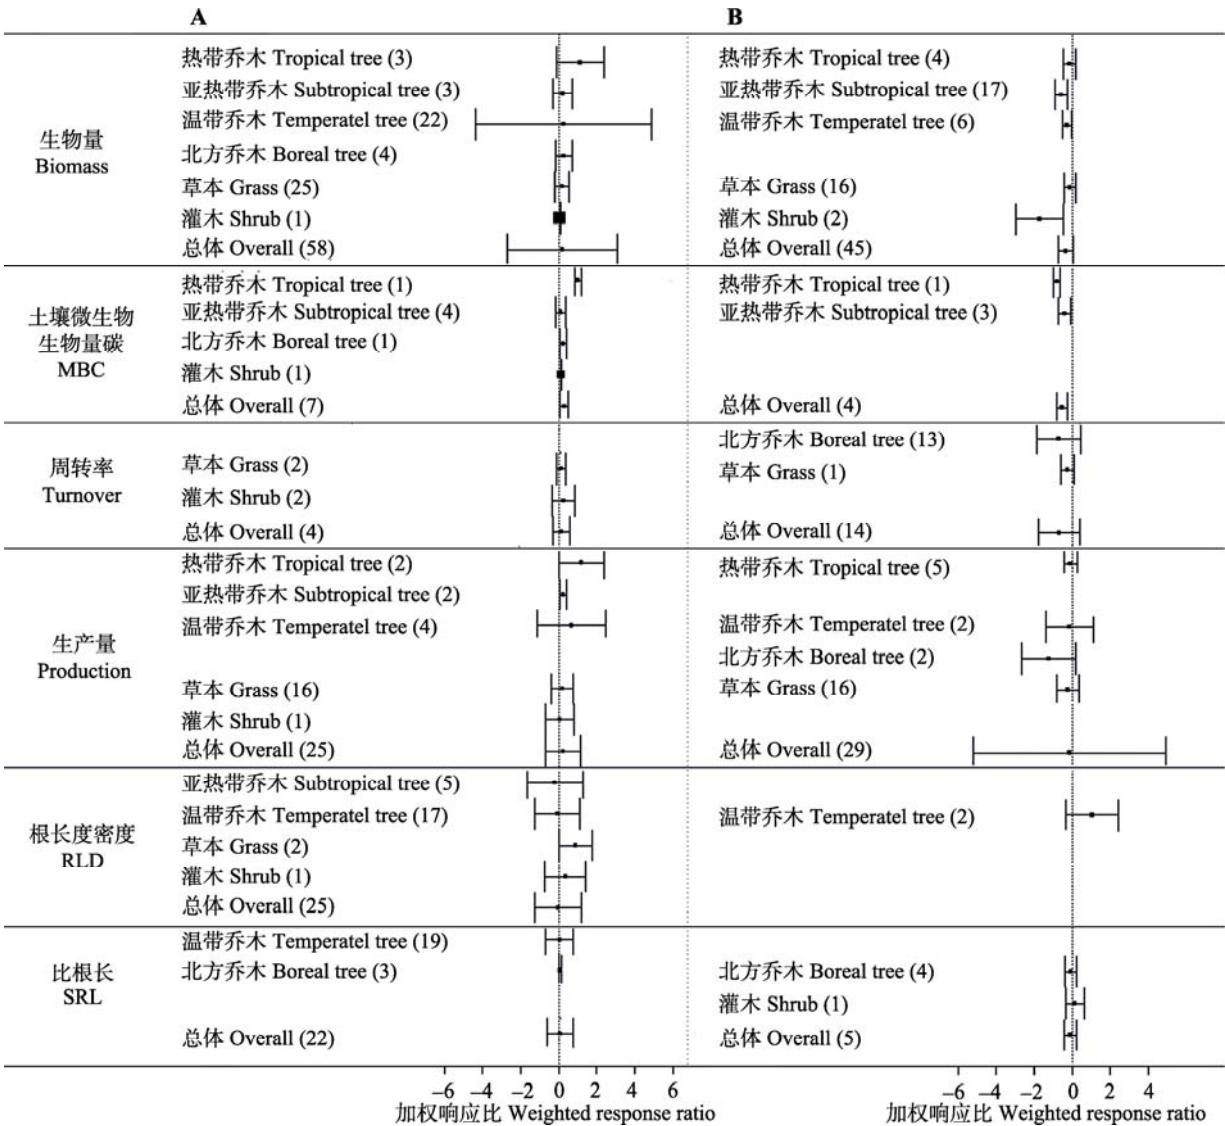 A
B
生物量
Biomass
热带乔木 Tropical tree (3)
亚热带乔木 Subtropical tree (3)
温带乔木 Temperatel tree (22)
北方乔木 Boreal tree (4)
草本 Grass (25)
灌木 Shrub (1)
总体 Overall (58)
热带乔木 Tropical tree (4)
亚热带乔木 Subtropical tree (17)
温带乔木 Temperatel tree (6)
草本 Grass (16)
灌木 Shrub (2)
总体 Overall (45)
土壤微生物
生物量碳
MBC
热带乔木 Tropical tree (1)
亚热带乔木 Subtropical tree (4)
北方乔木 Boreal tree (1)
灌木 Shrub (1)
总体 Overall (7)
热带乔木 Tropical tree (1)
亚热带乔木 Subtropical tree (3)
总体 Overall (4)
周转率
Turnover
草本 Grass (2)
灌木 Shrub (2)
总体 Overall (4)
北方乔木 Boreal tree (13)
草本 Grass (1)
总体 Overall (14)
生产量
Production
热带乔木 Tropical tree (2)
亚热带乔木 Subtropical tree (2)
温带乔木 Temperatel tree (4)
草本 Grass (16)
灌木 Shrub (1)
总体 Overall (25)
热带乔木 Tropical tree (5)
温带乔木 Temperatel tree (2)
北方乔木 Boreal tree (2)
草本 Grass (16)
总体 Overall (29)
根长度密度
RLD
亚热带乔木 Subtropical tree (5)
温带乔木 Temperatel tree (17)
草本 Grass (2)
灌木 Shrub (1)
总体 Overall (25)
温带乔木 Temperatel tree (2)
比根长
SRL
温带乔木 Temperatel tree (19)
北方乔木 Boreal tree (3)
总体 Overall (22)
北方乔木 Boreal tree (4)
灌木 Shrub (1)
总体 Overall (5)
–6 –4 –2 0 2 4 6
加权响应比 Weighted response ratio
–6 –4 –2 0 2 4
加权响应比 Weighted response ratio